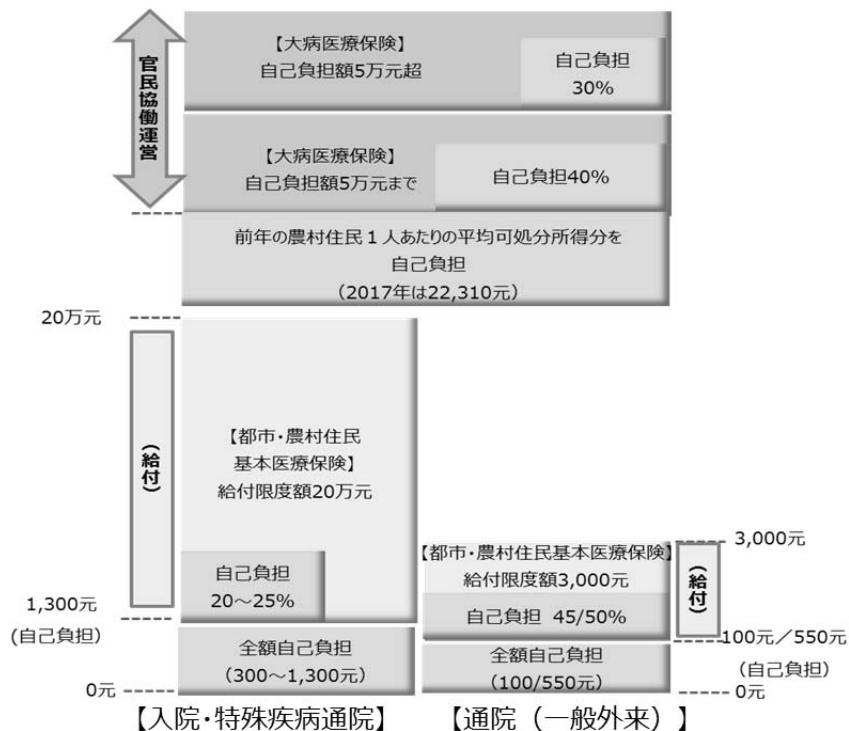 官民協働運営
【大病医療保険】
自己負担額5万元超
自己負担
30%
【大病医療保険】
自己負担額5万元まで
自己負担40%
前年の農村住民1人あたりの平均可処分所得分を
自己負担
(2017年は22,310元)
20万元
(給付)
【都市・農村住民
基本医療保険】
給付限度額20万元
自己負担
20～25%
1,300元
(自己負担)
全額自己負担
(300～1,300元)
0元
【都市・農村住民基本医療保険】
給付限度額3,000元
自己負担 45/50%
3,000元
(給付)
100元／550元
(自己負担)
全額自己負担
(100/550元)
0元
【入院・特殊疾病通院】
【通院（一般外来）】